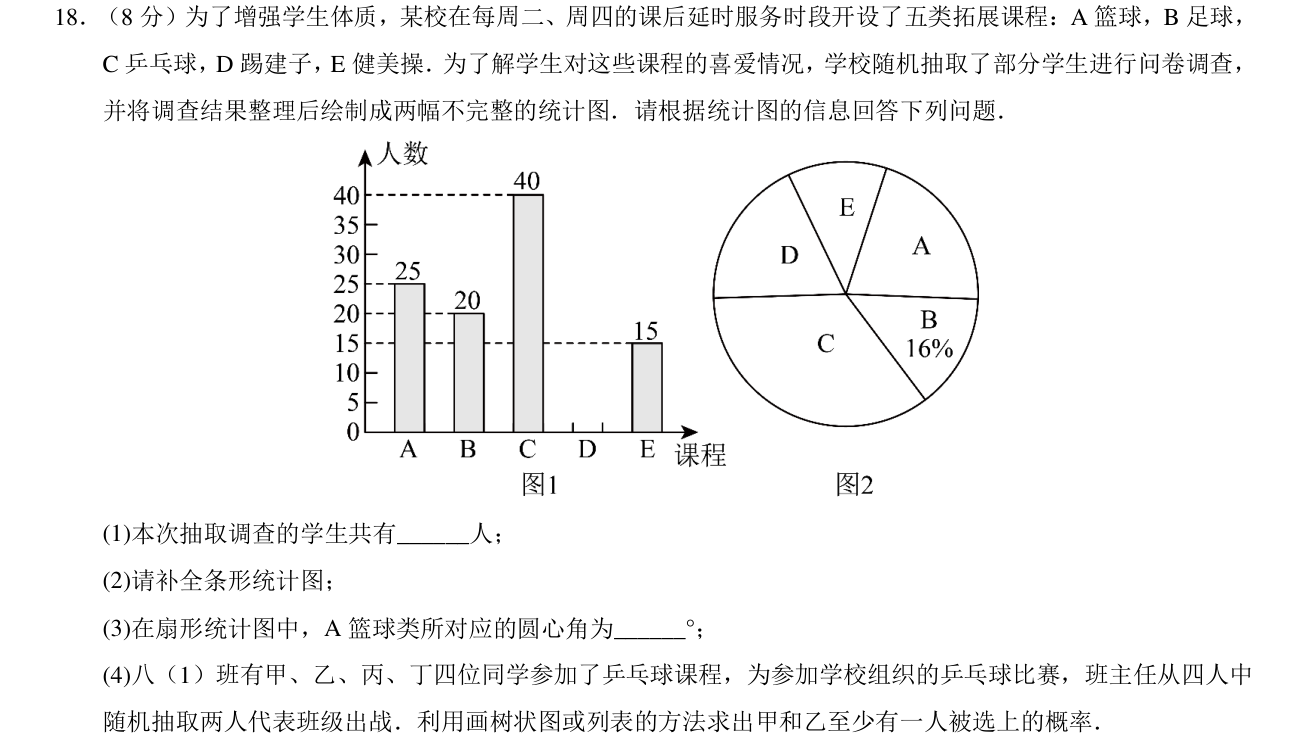 18．（8 分）为了增强学生体质，某校在每周二、周四的课后延时服务时段开设了五类拓展课程：A 篮球，B 足球，
C 乒乓球，D 踢建子，E 健美操．为了解学生对这些课程的喜爱情况，学校随机抽取了部分学生进行问卷调查，
并将调查结果整理后绘制成两幅不完整的统计图．请根据统计图的信息回答下列问题．
人数
40
35
30
25
20
15
10
5
0
25
20
40
15
A B C D E 课程
图1
E
D
A
B
16%
C
图2
(1)本次抽取调查的学生共有______人；
(2)请补全条形统计图；
(3)在扇形统计图中，A 篮球类所对应的圆心角为______°；
(4)八（1）班有甲、乙、丙、丁四位同学参加了乒乓球课程，为参加学校组织的乒乓球比赛，班主任从四人中
随机抽取两人代表班级出战．利用画树状图或列表的方法求出甲和乙至少有一人被选上的概率．